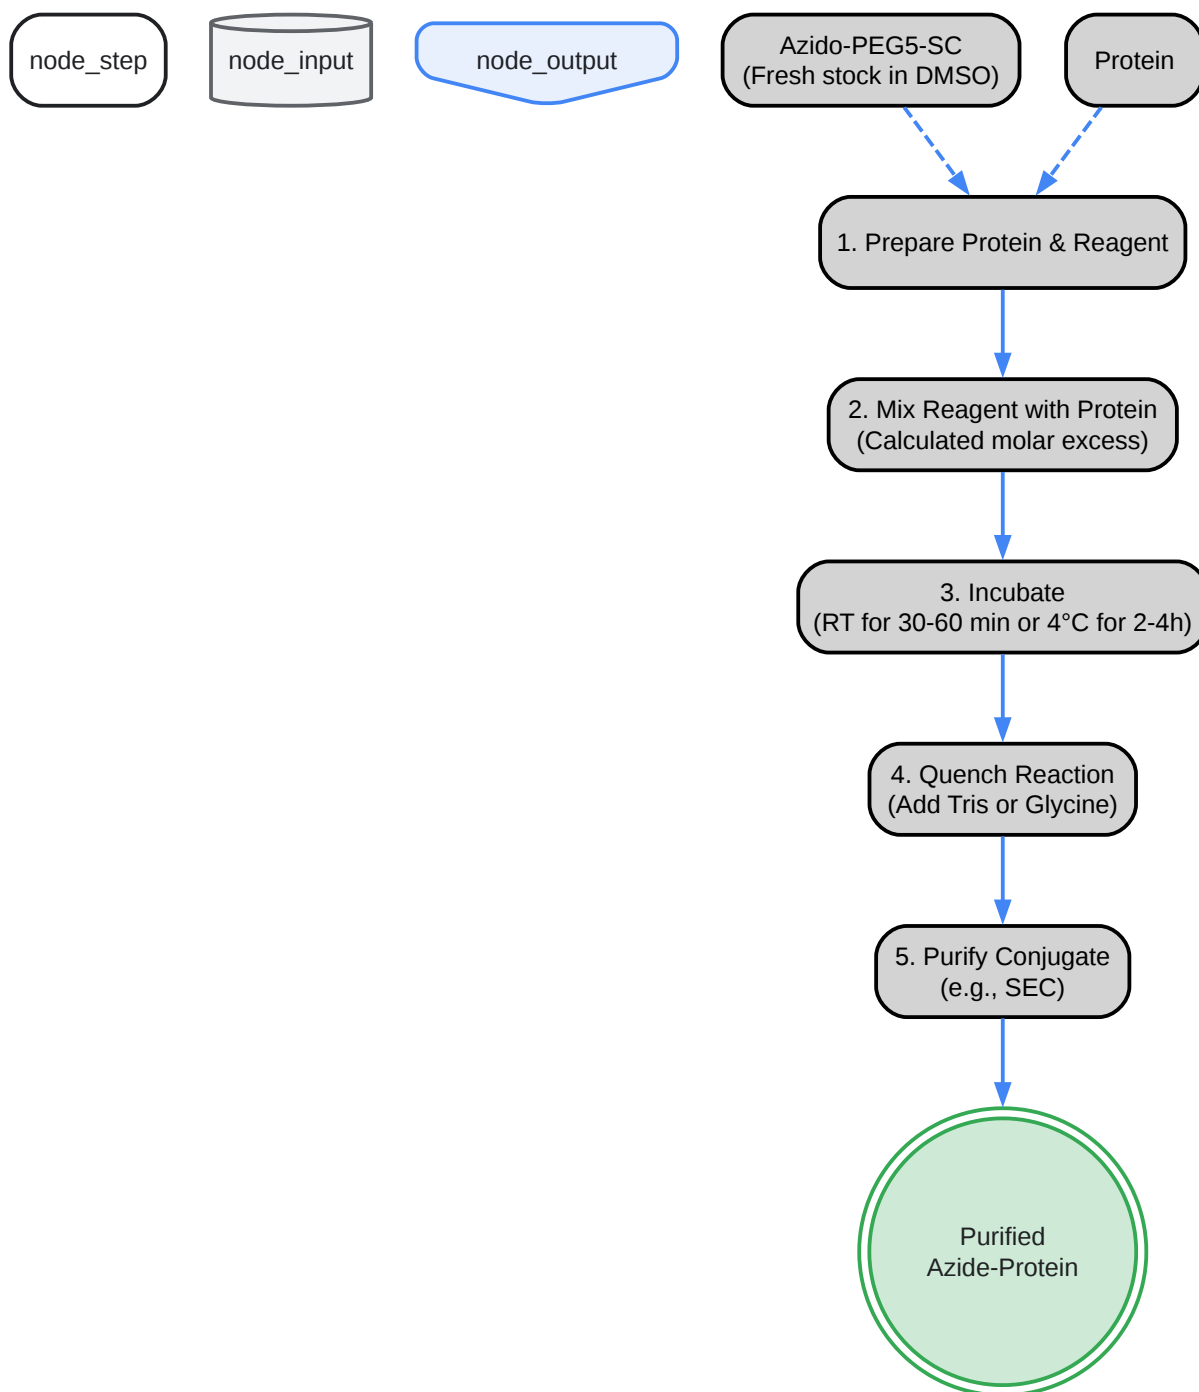 node_step
node_input
node_output
Azido-PEG5-SC
(Fresh stock in DMSO)
Protein
1. Prepare Protein & Reagent
2. Mix Reagent with Protein
(Calculated molar excess)
3. Incubate
(RT for 30-60 min or 4°C for 2-4h)
4. Quench Reaction
(Add Tris or Glycine)
5. Purify Conjugate
(e.g., SEC)
Purified
Azide-Protein